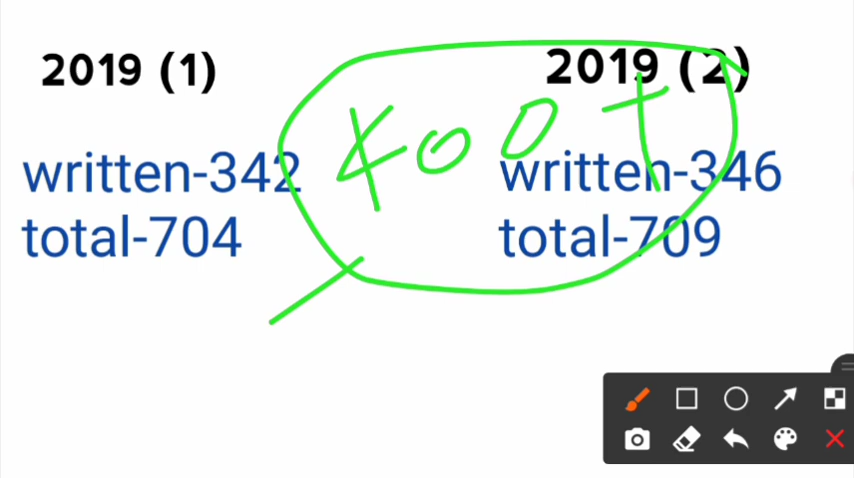 2019 (1)
written-342
total-704
2019 (2)
written-346
total-709
400+